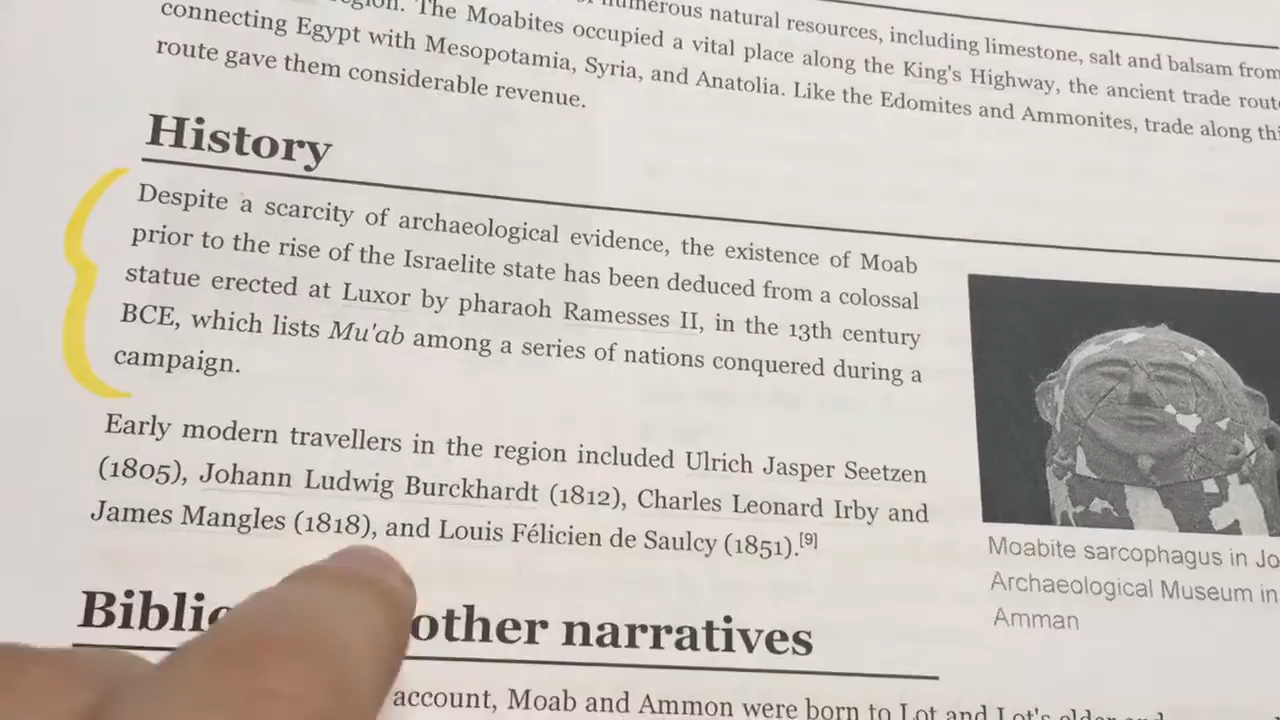 numerous natural resources, including limestone, salt and balsam from
region. The Moabites occupied a vital place along the King's Highway, the ancient trade
connecting Egypt with Mesopotamia, Syria, and Anatolia. Like the Edomites and Ammonites, trade along
route gave them considerable revenue.
History
Despite a scarcity of archaeological evidence, the existence of Moab
prior to the rise of the Israelite state has been deduced from a colossal
statue erected at Luxor by pharaoh Ramesses II, in the 13th century
BCE, which lists Mu'ab among a series of nations conquered during a
campaign.
Early modern travellers in the region included Ulrich Jasper Seetzen
(1805), Johann Ludwig Burckhardt (1812), Charles Leonard Irby and
James Mangles (1818), and Louis Félicien de Saulcy (1851).[9]
Moabite sarcophagus in
Archaeological Museum in
Amman
other narratives
account, Moab and Ammon were born to Lot and Lot's elder and